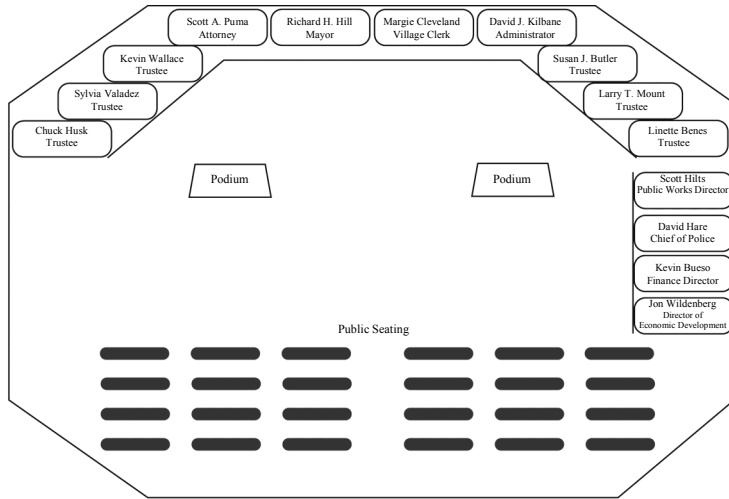 Scott A. Puma
Attorney
Richard H. Hill
Mayor
Margie Cleveland
Village Clerk
David J. Kilbane
Administrator
Kevin Wallace
Trustee
Susan J. Butler
Trustee
Sylvia Valadez
Trustee
Larry T. Mount
Trustee
Chuck Husk
Trustee
Linette Benes
Trustee
Podium
Podium
Scott Hilts
Public Works Director
David Hare
Chief of Police
Kevin Bueso
Finance Director
Jon Wildenberg
Director of
Economic Development
Public Seating